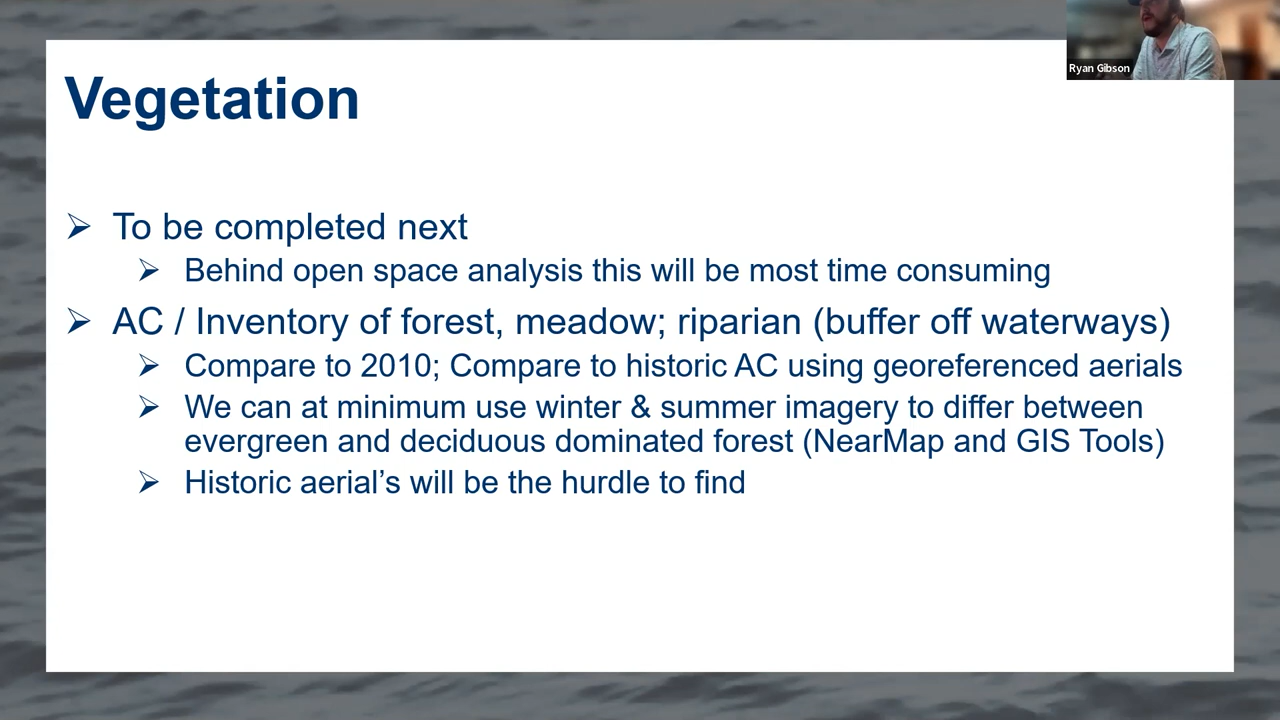 Ryan Gibson
Vegetation
To be completed next
Behind open space analysis this will be most time consuming
AC / Inventory of forest, meadow; riparian (buffer off waterways)
Compare to 2010; Compare to historic AC using georeferenced aerials
We can at minimum use winter & summer imagery to differ between
evergreen and deciduous dominated forest (NearMap and GIS Tools)
Historic aerial’s will be the hurdle to find